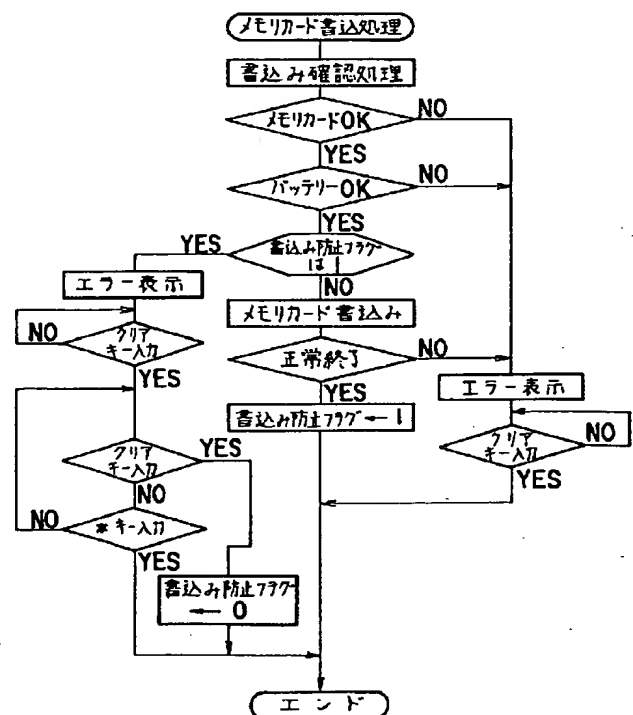 メモリカード書込処理
書込み確認処理
メモリカードOK
NO
YES
バッテリーOK
NO
YES
書込み防止フラグ
は1
YES
NO
エラー表示
メモリカード書込み
クリア
キー入力
NO
YES
正常終了
NO
YES
エラー表示
書込み防止フラグ←1
クリア
キー入力
NO
YES
クリア
キー入力
YES
NO
*キー入力
NO
YES
書込み防止フラグ
←0
エンド